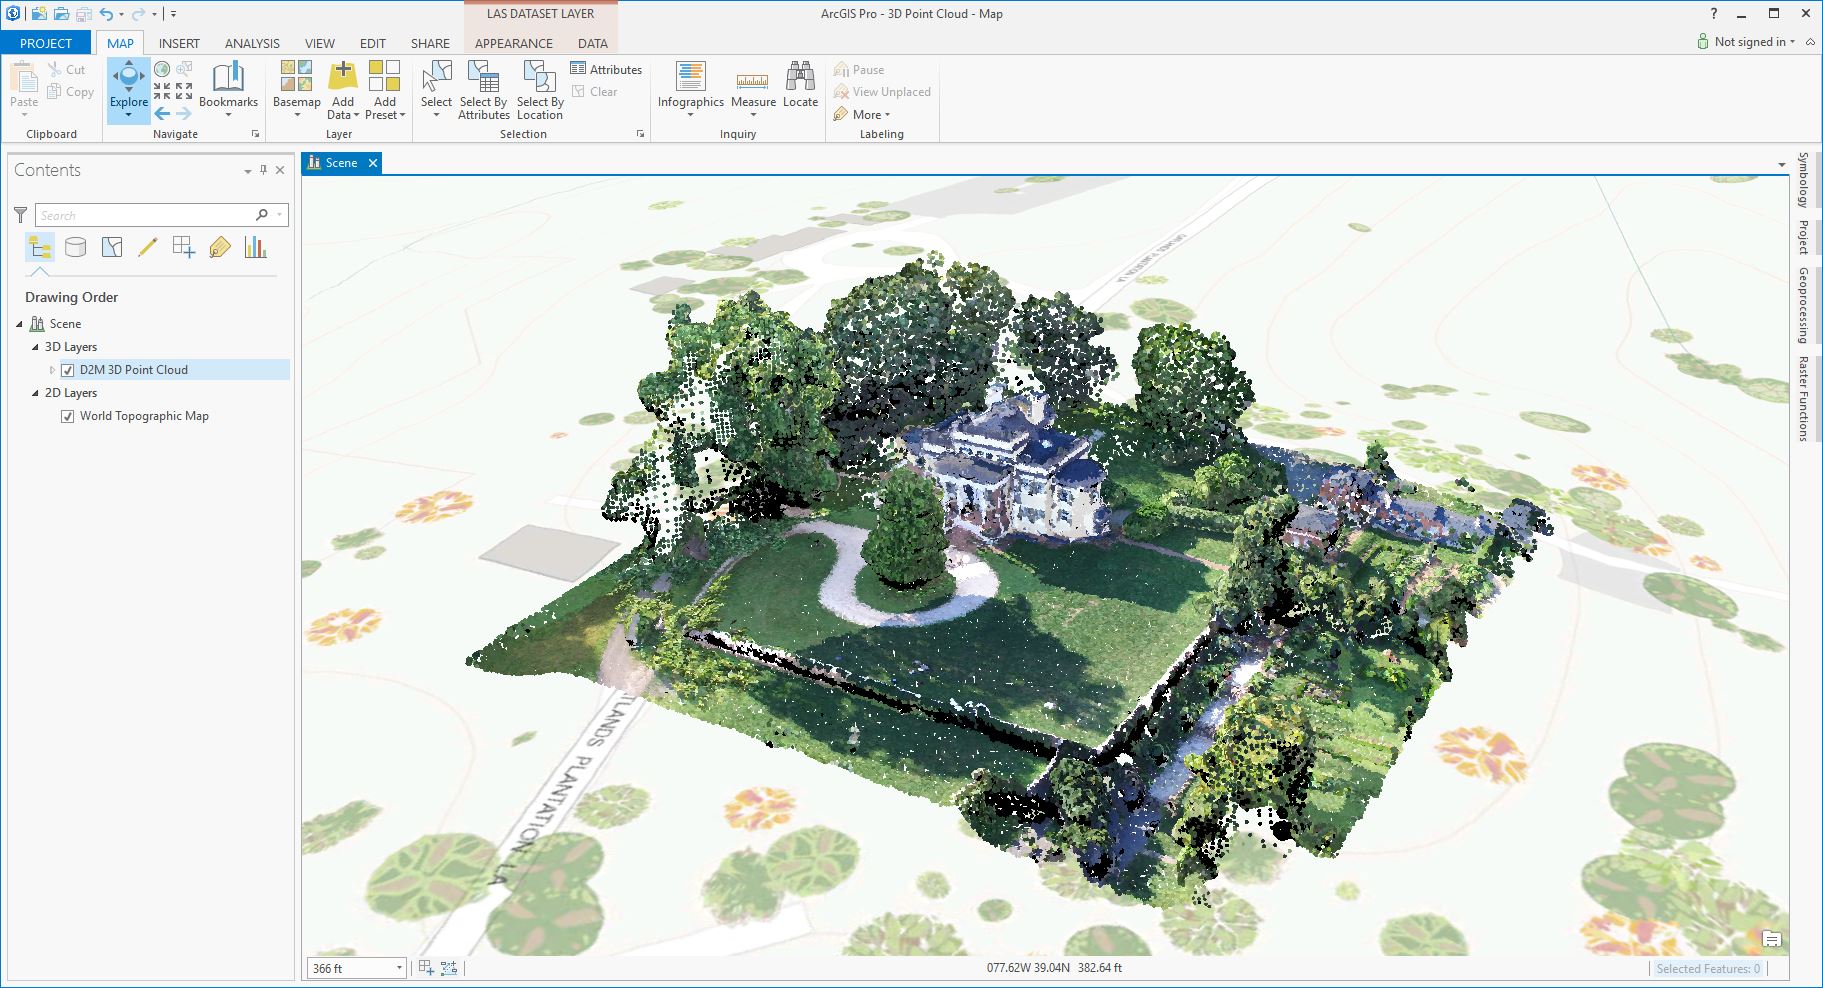 LAS DATASET LAYER
ArcGIS Pro - 3D Point Cloud - Map
?
PROJECT MAP INSERT ANALYSIS VIEW EDIT SHARE APPEARANCE DATA
Not signed in
Paste
Cut
Copy
Clipboard
Explore
Bookmarks
Navigate
Basemap
Add Data
Add Preset
Layer
Select
Select By Attributes
Select By Location
Attributes
Clear
Selection
Infographics
Measure
Locate
Inquiry
Pause
View Unplaced
More
Labeling
Contents
Search
Drawing Order
Scene
3D Layers
D2M 3D Point Cloud
2D Layers
World Topographic Map
Scene
PLANTATION LA
TLANDS PLANTATION LA
366 ft
077.62W 39.04N 382.64 ft
Selected Features: 0
Symbology
Project
Geoprocessing
Raster Functions